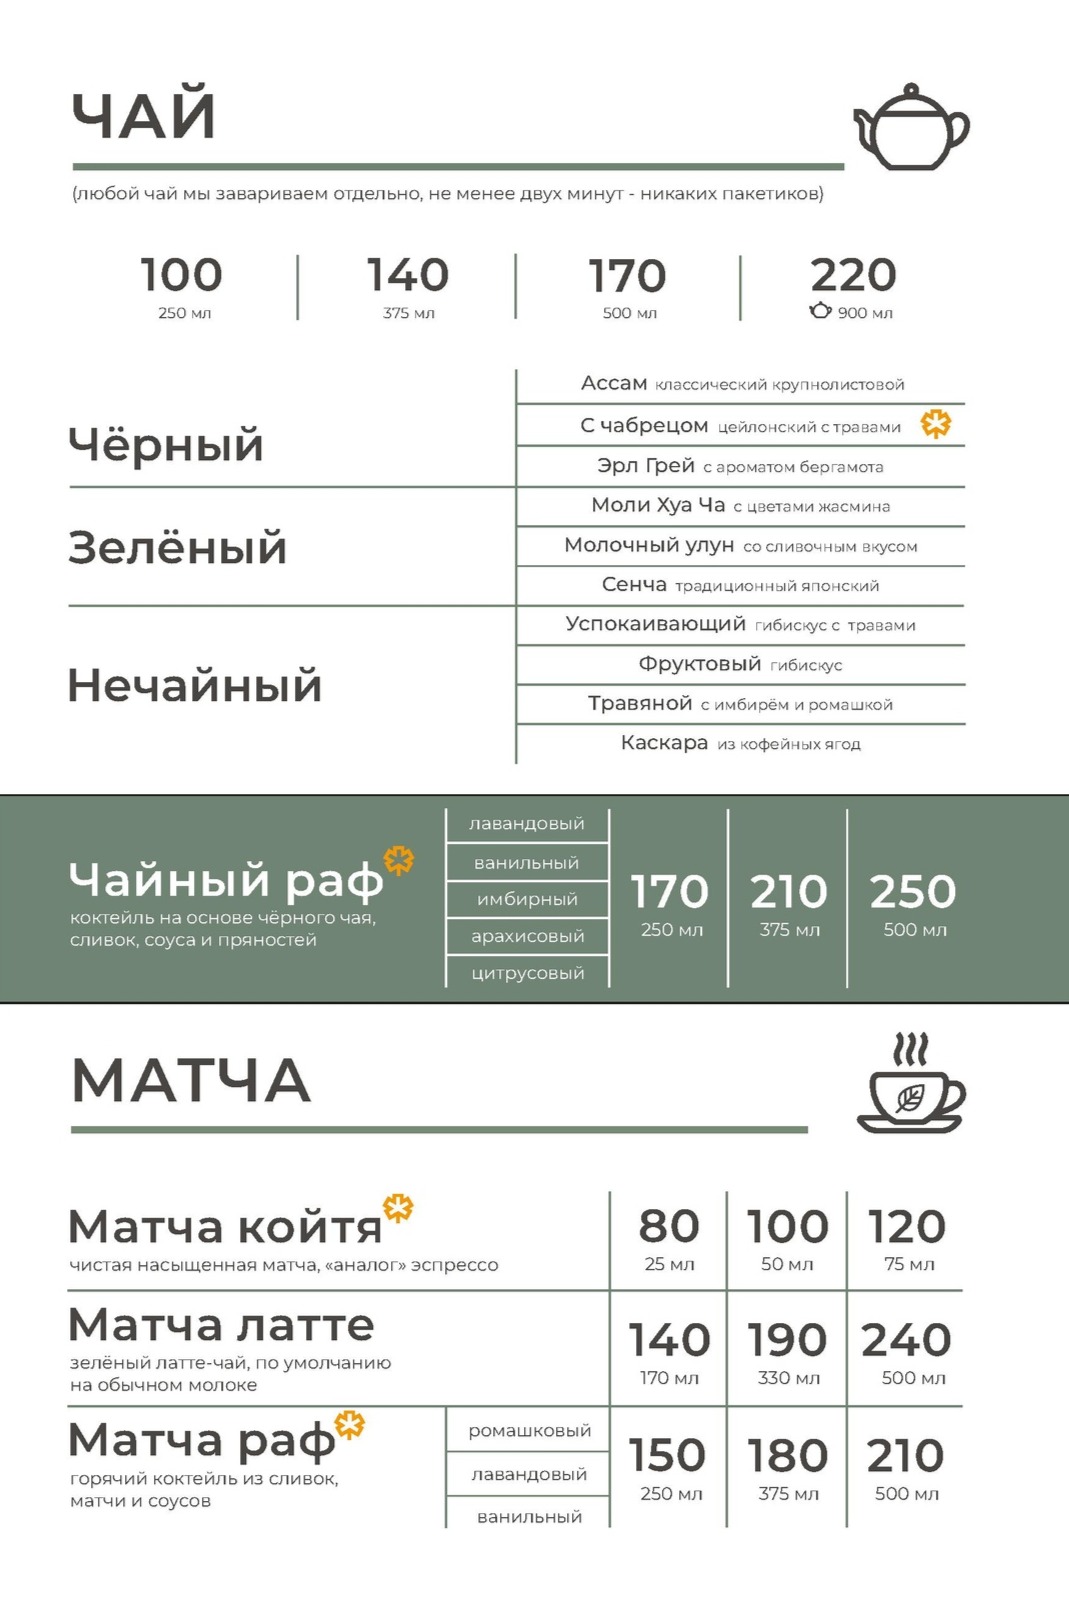 ЧАЙ
(любой чай мы завариваем отдельно, не менее двух минут - никаких пакетиков)
100 140 170 220
250 мл 375 мл 500 мл 900 мл
Чёрный
Ассам классический крупнолистовой
С чабрецом цейлонский с травами
Эрл Грей с ароматом бергамота
Зелёный
Моли Хуа Ча с цветами жасмина
Молочный улун со сливочным вкусом
Сенча традиционный японский
Нечайный
Успокаивающий гибискус с травами
Фруктовый гибискус
Травяной с имбирём и ромашкой
Каскара из кофейных ягод
Чайный раф
коктейль на основе чёрного чая,
сливок, соуса и пряностей
лавандовый
ванильный
имбирный
арахисовый
цитрусовый
170 210 250
250 мл 375 мл 500 мл
МАТЧА
Матча койтя
чистая насыщенная матча, «аналог» эспрессо
80 100 120
25 мл 50 мл 75 мл
Матча латте
зелёный латте-чай, по умолчанию
на обычном молоке
140 190 240
170 мл 330 мл 500 мл
Матча раф
горячий коктейль из сливок,
матчи и соусов
ромашковый
лавандовый
ванильный
150 180 210
250 мл 375 мл 500 мл